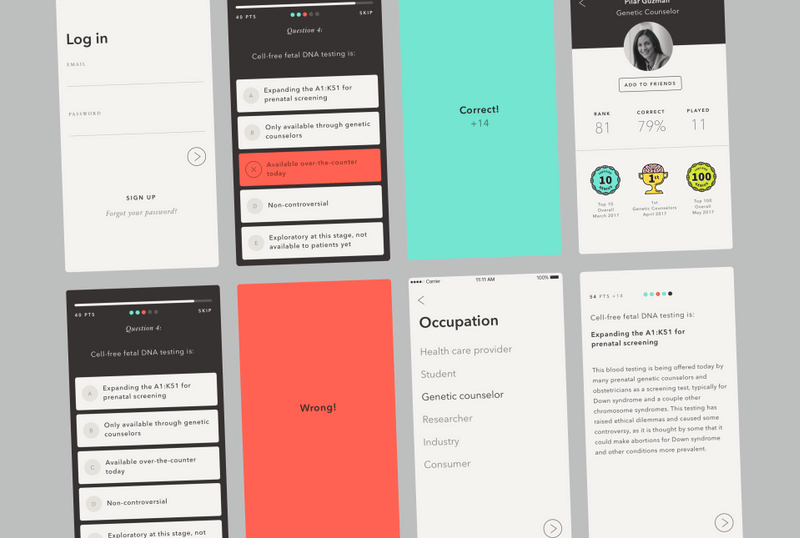 Log in
EMAIL
PASSWORD
SIGN UP
Forgot your password?
40 PTS
SKIP
Question 4:
Cell-free fetal DNA testing is:
A
Expanding the A1:K51 for
prenatal screening
B
Only available through genetic
counselors
Available over-the-counter
today
D
Non-controversial
E
Exploratory at this stage, not
available to patients yet
Correct!
+14
Pilar Guzman
Genetic Counselor
ADD TO FRIENDS
RANK
81
CORRECT
79%
PLAYED
11
10
SERIES
Top 10
Overall
March 2017
1st
1st
Genetic Counselors
April 2017
100
SERIES
Top 100
Overall
May 2017
40 PTS
SKIP
Question 4:
Cell-free fetal DNA testing is:
A
Expanding the A1:K51 for
prenatal screening
B
Only available through genetic
counselors
C
Available over-the-counter
today
D
Non-controversial
Exploratory at this stage, not
Wrong!
Carrier
11:11 AM
100%
Occupation
Health care provider
Student
Genetic counselor
Researcher
Industry
Consumer
54 PTS +14
Cell-free fetal DNA testing is:
Expanding the A1:K51 for
prenatal screening
This blood testing is being offered today by
many prenatal genetic counselors and
obstetricians as a screening test, typically for
Down syndrome and a couple other
chromosome syndromes. This testing has
raised ethical dilemmas and caused some
controversy, as it is thought by some that it
could make abortions for Down syndrome
and other conditions more prevalent.